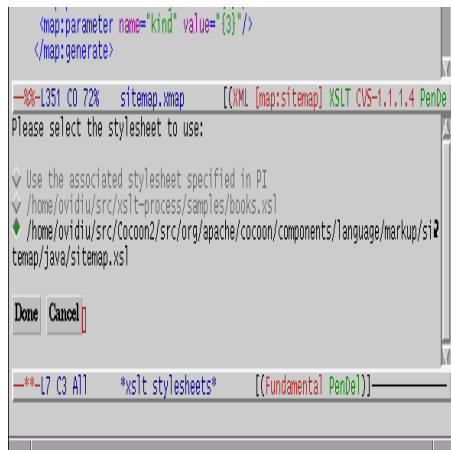 <map:parameter name="kind" value="{3}"/>
</map:generate>
—%%-L351 C0 72% sitemap.xmap [(XML [map:sitemap] XSLT CVS-1.1.1.4 PenDe
Please select the stylesheet to use:
Use the associated stylesheet specified in PI
/home/ovidiu/src/xslt-process/samples/books.xsl
/home/ovidiu/src/Cocoon2/src/org/apache/cocoon/components/language/markup/si
temap/java/sitemap.xsl
Done Cancel
—**-L7 C3 All *xslt stylesheets* [(Fundamental PenDel)]————